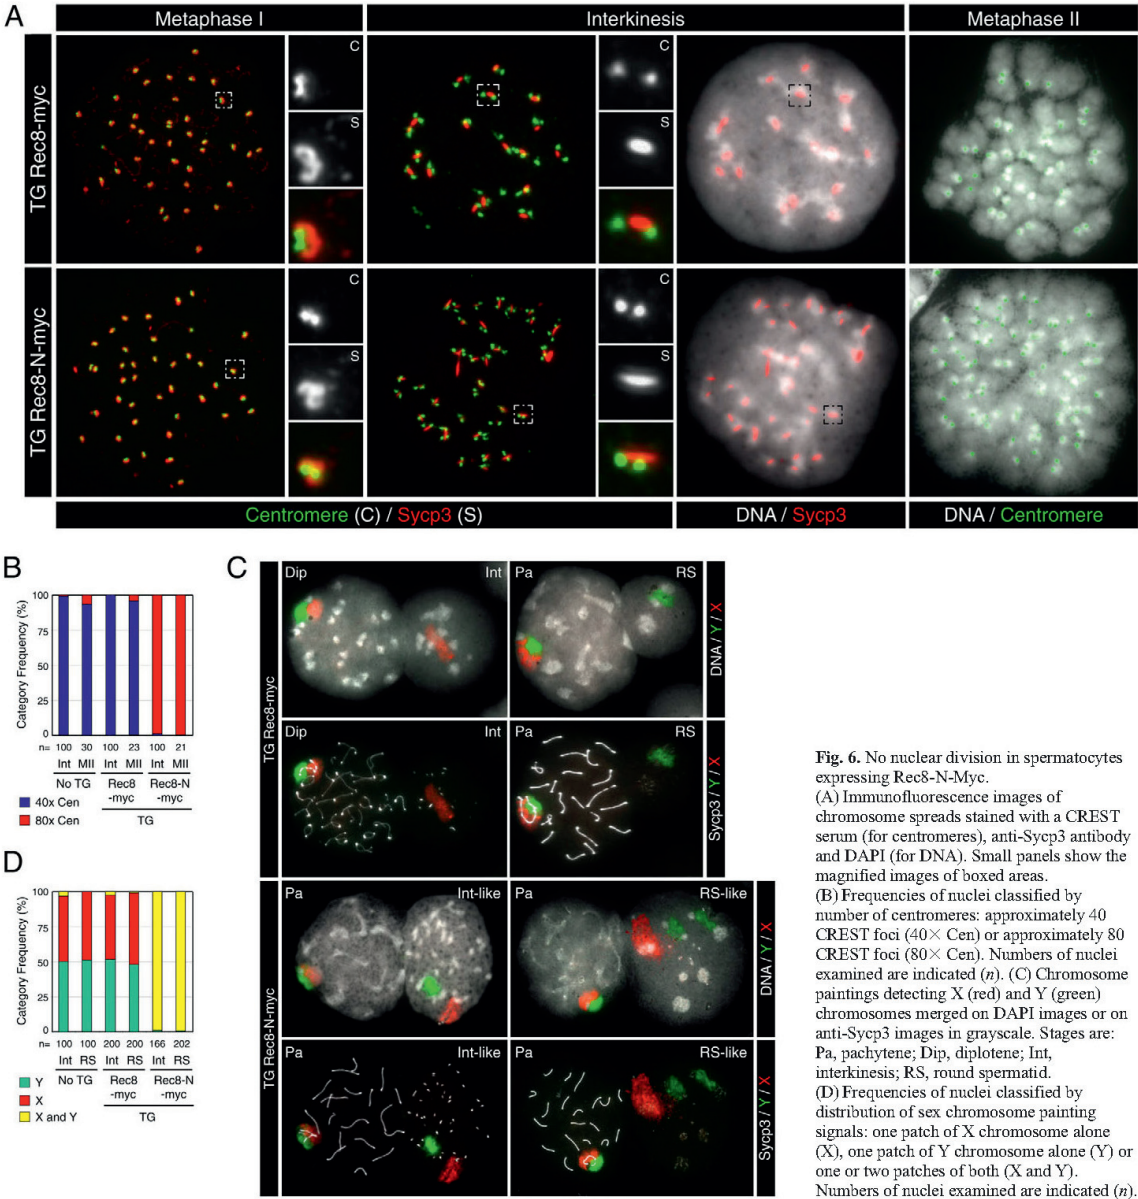 A
Metaphase I
Interkinesis
Metaphase II
TG Rec8-myc
C
S
C
S
TG Rec8-N-myc
C
S
C
S
Centromere (C) / Sycp3 (S)
DNA / Sycp3
DNA / Centromere
B
Category Frequency (%)
100
75
50
25
0
n= 100 30 100 23 100 21
Int MII Int MII Int MII
No TG Rec8 Rec8-N
-myc -myc
TG
40x Cen
80x Cen
C
TG Rec8-myc
Dip Int Pa RS
DNA / Y / X
Dip Int Pa RS
Sycp3 / Y / X
TG Rec8-N-myc
Pa Int-like Pa RS-like
DNA / Y / X
Pa Int-like Pa RS-like
Sycp3 / Y / X
D
Category Frequency (%)
100
75
50
25
0
n= 100 100 200 200 166 202
Int RS Int RS Int RS
No TG Rec8 Rec8-N
-myc -myc
TG
Y
X
X and Y
Fig. 6. No nuclear division in spermatocytes
expressing Rec8-N-Myc.
(A) Immunofluorescence images of
chromosome spreads stained with a CREST
serum (for centromeres), anti-Sycp3 antibody
and DAPI (for DNA). Small panels show the
magnified images of boxed areas.
(B) Frequencies of nuclei classified by
number of centromeres: approximately 40
CREST foci (40× Cen) or approximately 80
CREST foci (80× Cen). Numbers of nuclei
examined are indicated (n). (C) Chromosome
paintings detecting X (red) and Y (green)
chromosomes merged on DAPI images or on
anti-Sycp3 images in grayscale. Stages are:
Pa, pachytene; Dip, diplotene; Int,
interkinesis; RS, round spermatid.
(D) Frequencies of nuclei classified by
distribution of sex chromosome painting
signals: one patch of X chromosome alone
(X), one patch of Y chromosome alone (Y) or
one or two patches of both (X and Y).
Numbers of nuclei examined are indicated (n).